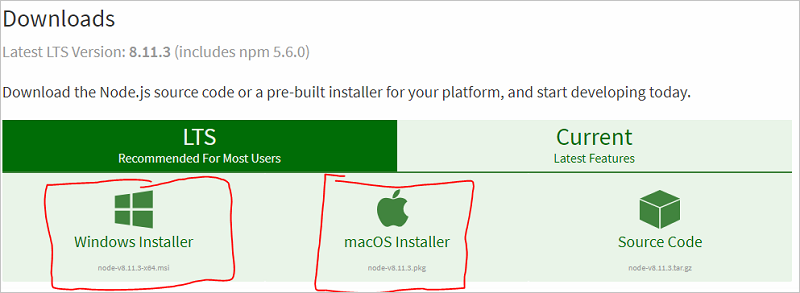 Downloads
Latest LTS Version: 8.11.3 (includes npm 5.6.0)
Download the Node.js source code or a pre-built installer for your platform, and start developing today.
LTS
Recommended For Most Users
Current
Latest Features
Windows Installer
node-v8.11.3-x64.msi
macOS Installer
node-v8.11.3.pkg
Source Code
node-v8.11.3.tar.gz